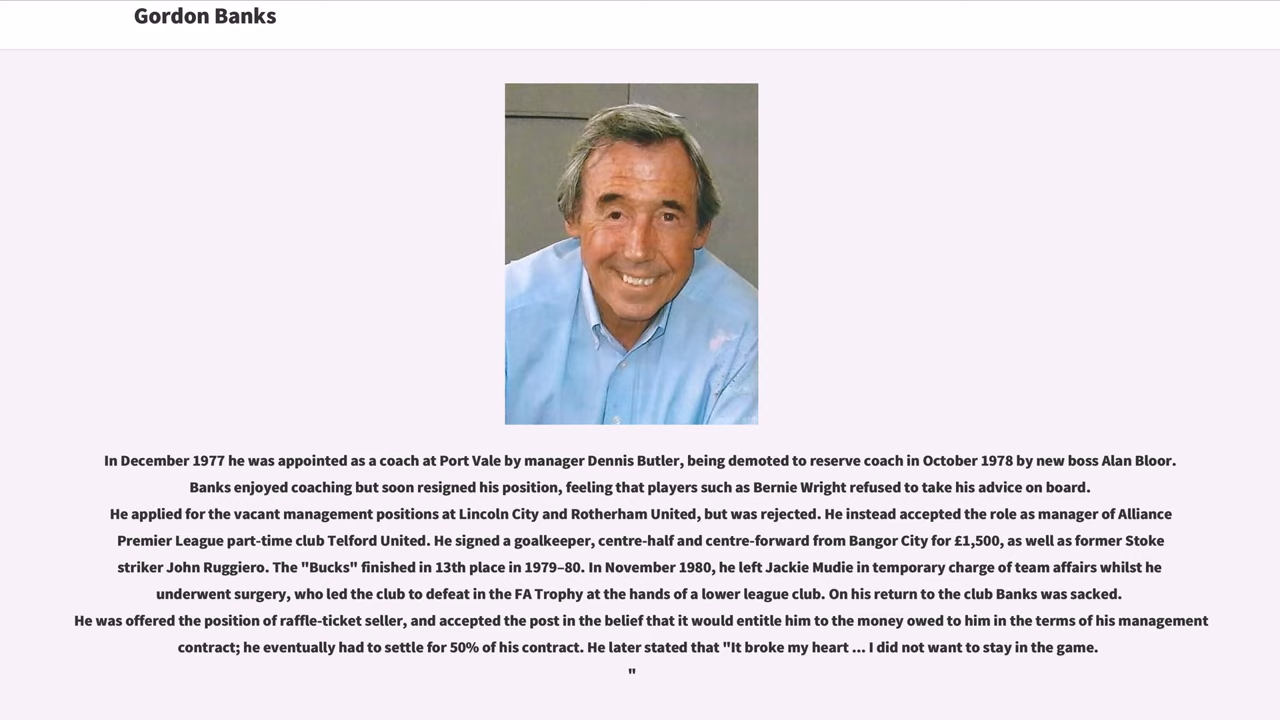 Gordon Banks
In December 1977 he was appointed as a coach at Port Vale by manager Dennis Butler, being demoted to reserve coach in October 1978 by new boss Alan Bloor.
Banks enjoyed coaching but soon resigned his position, feeling that players such as Bernie Wright refused to take his advice on board.
He applied for the vacant management positions at Lincoln City and Rotherham United, but was rejected. He instead accepted the role as manager of Alliance
Premier League part-time club Telford United. He signed a goalkeeper, centre-half and centre-forward from Bangor City for £1,500, as well as former Stoke
striker John Ruggiero. The "Bucks" finished in 13th place in 1979–80. In November 1980, he left Jackie Mudie in temporary charge of team affairs whilst he
underwent surgery, who led the club to defeat in the FA Trophy at the hands of a lower league club. On his return to the club Banks was sacked.
He was offered the position of raffle-ticket seller, and accepted the post in the belief that it would entitle him to the money owed to him in the terms of his management
contract; he eventually had to settle for 50% of his contract. He later stated that "It broke my heart ... I did not want to stay in the game.
"